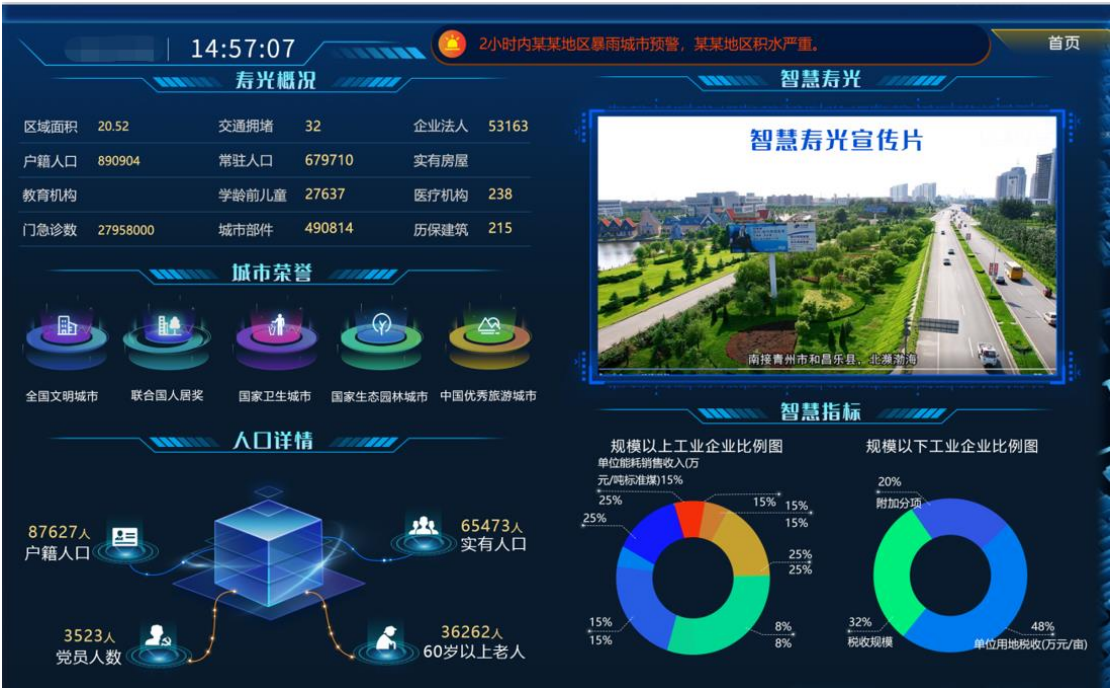 14:57:07
2小时内某某地区暴雨城市预警，某某地区积水严重。
首页
寿光概况
区域面积 20.52 交通拥堵 32 企业法人 53163
户籍人口 890904 常驻人口 679710 实有房屋
教育机构 学龄前儿童 27637 医疗机构 238
门急诊数 27958000 城市部件 490814 历保建筑 215
城市荣誉
全国文明城市 联合国人居奖 国家卫生城市 国家生态园林城市 中国优秀旅游城市
人口详情
87627人
户籍人口
65473人
实有人口
3523人
党员人数
36262人
60岁以上老人
智慧寿光
智慧寿光宣传片
南接青州市和昌乐县，北濒渤海
智慧指标
规模以上工业企业比例图
单位能耗销售收入(万
元/吨标准煤)15%
25%
25%
15% 15%
15%
25%
25%
15%
15%
8%
8%
规模以下工业企业比例图
20%
附加分项
32%
税收规模
48%
单位用地税收(万元/亩)